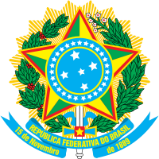 REPÚBLICA FEDERATIVA DO BRASIL
15 de Novembro
de 1889